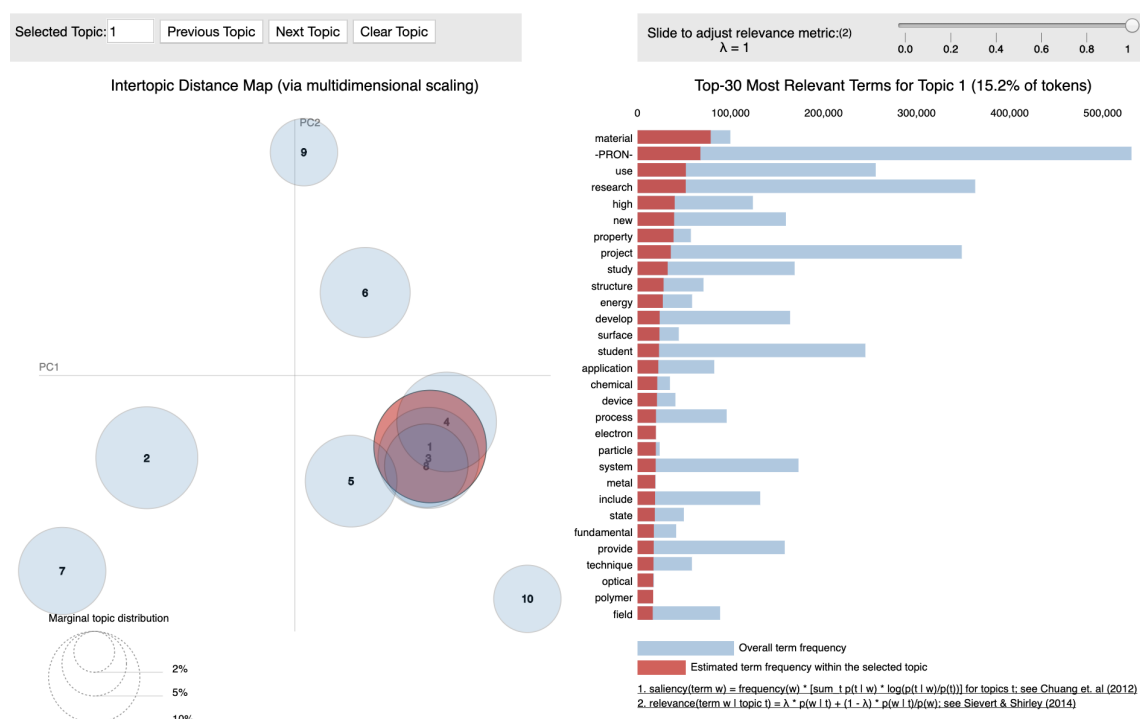 Selected Topic: 1 Previous Topic Next Topic Clear Topic
Slide to adjust relevance metric:(2)
λ = 1
0.0 0.2 0.4 0.6 0.8 1
Intertopic Distance Map (via multidimensional scaling)
PC2
9
6
PC1
4
1
3
8
2
5
7
10
Marginal topic distribution
2%
5%
10%
Top-30 Most Relevant Terms for Topic 1 (15.2% of tokens)
0 100,000 200,000 300,000 400,000 500,000
material
-PRON-
use
research
high
new
property
project
study
structure
energy
develop
surface
student
application
chemical
device
process
electron
particle
system
metal
include
state
fundamental
provide
technique
optical
polymer
field
Overall term frequency
Estimated term frequency within the selected topic
1. saliency(term w) = frequency(w) * [sum_t p(t | w) * log(p(t | w)/p(t))] for topics t; see Chuang et. al (2012)
2. relevance(term w | topic t) = λ * p(w | t) + (1 - λ) * p(w | t)/p(w); see Sievert & Shirley (2014)